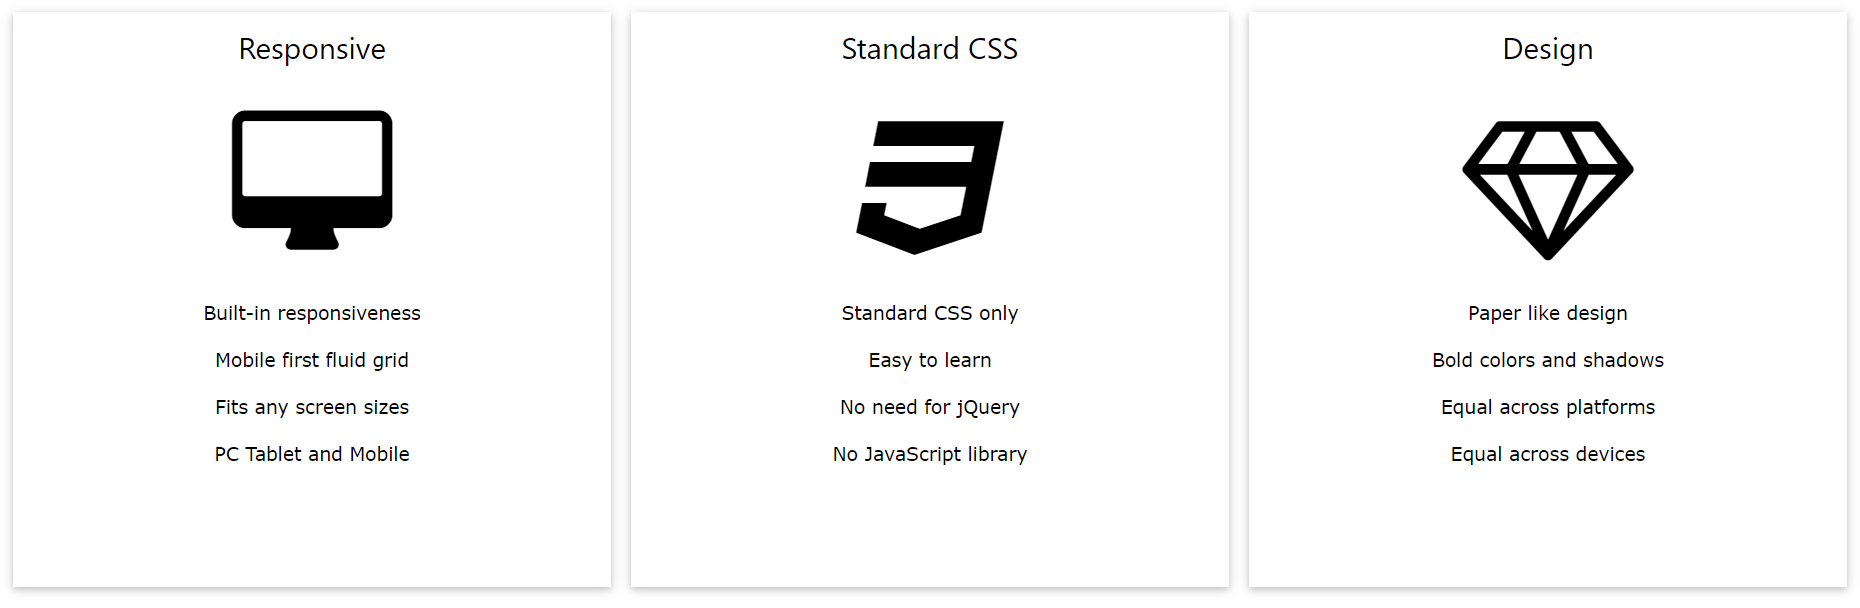 Responsive
Built-in responsiveness
Mobile first fluid grid
Fits any screen sizes
PC Tablet and Mobile
Standard CSS
Standard CSS only
Easy to learn
No need for jQuery
No JavaScript library
Design
Paper like design
Bold colors and shadows
Equal across platforms
Equal across devices